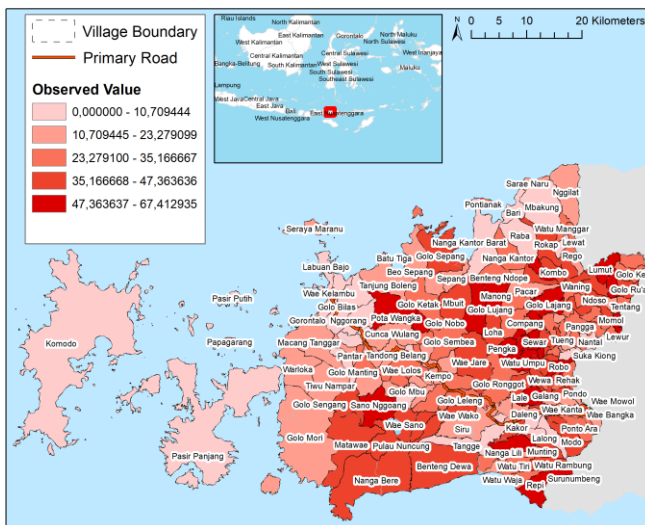 Village Boundary
Primary Road
Observed Value
0,000000 - 10,709444
10,709445 - 23,279099
23,279100 - 35,166667
35,166668 - 47,363636
47,363637 - 67,412935
Riau Islands
North Kalimantan
East Kalimantan
Gorontalo
North Maluku
North Sulawesi
West Kalimantan
Central Kalimantan
Central Sulawesi
West Irianjaya
Bangka-Belitung
South Kalimantan
West Sulawesi
South Sulawesi
Maluku
Southeast Sulawesi
Lampung
West Java
Central Java
East Java
Bali
West Nusatenggara
N
0 5 10 20 Kilometers
Sarae Naru
Nggilat
Pontianak
Mbakung
Bari
Seraya Maranu
Nanga Kantor Barat
Raba
Watu Manggar
Rokap
Lewat
Batu Tiga
Golo Sepang
Nanga Kantor
Rego
Labuan Bajo
Beo Sepang
Sepang
Benteng Ndope
Kombo
Lumut
Wae Kelambu
Tanjung Boleng
Pacar
Waning
Golo Bilas
Golo Ketak
Mbuit
Manong
Golo Lajang
Ndoso
Tentang
Pasir Putih
Pota Wangka
Golo Lujang
Gorontalo
Nggorang
Golo Nobo
Compang
Pangga
Momol
Papagarang
Cunca Wulang
Loha
Tueng
Lewur
Komodo
Macang Tanggar
Golo Sembea
Sewar
Nantal
Pantar
Tandong Belang
Pengka
Suka Kiong
Warloka
Wae Jare
Watu Umpu
Robo
Golo Manting
Wae Lolos
Kempo
Tiwu Nampar
Golo Ronggot
Wewa
Rehak
Golo Mbu
Golo Leleng
Galang
Pondo
Wae Mowol
Golo Sengang
Sano Nggoang
Lale
Wae Kanta
Wae Bangka
Wae Wako
Daleng
Wae Sano
Siru
Kakor
Ponto Ara
Golo Mori
Lalong
Modo
Matawae
Pulau Nuncung
Tangge
Nanga Lili
Munting
Pasir Panjang
Benteng Dewa
Watu Tiri
Watu Rambung
Nanga Bere
Watu Waja
Repi
Surunumbeng